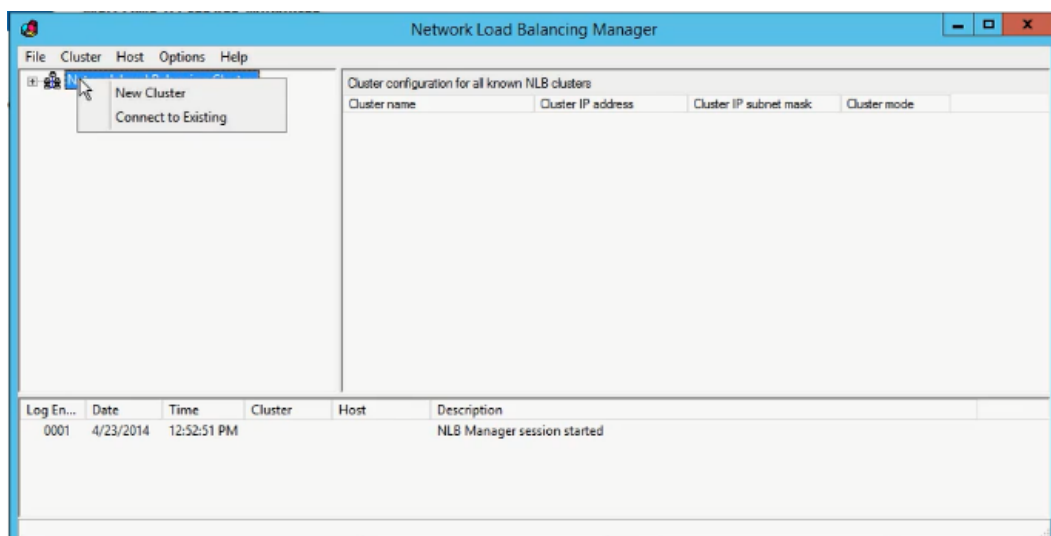 Network Load Balancing Manager
File Cluster Host Options Help
New Cluster
Connect to Existing
Cluster configuration for all known NLB clusters
Cluster name Cluster IP address Cluster IP subnet mask Cluster mode
Log En... Date Time Cluster Host Description
0001 4/23/2014 12:52:51 PM NLB Manager session started